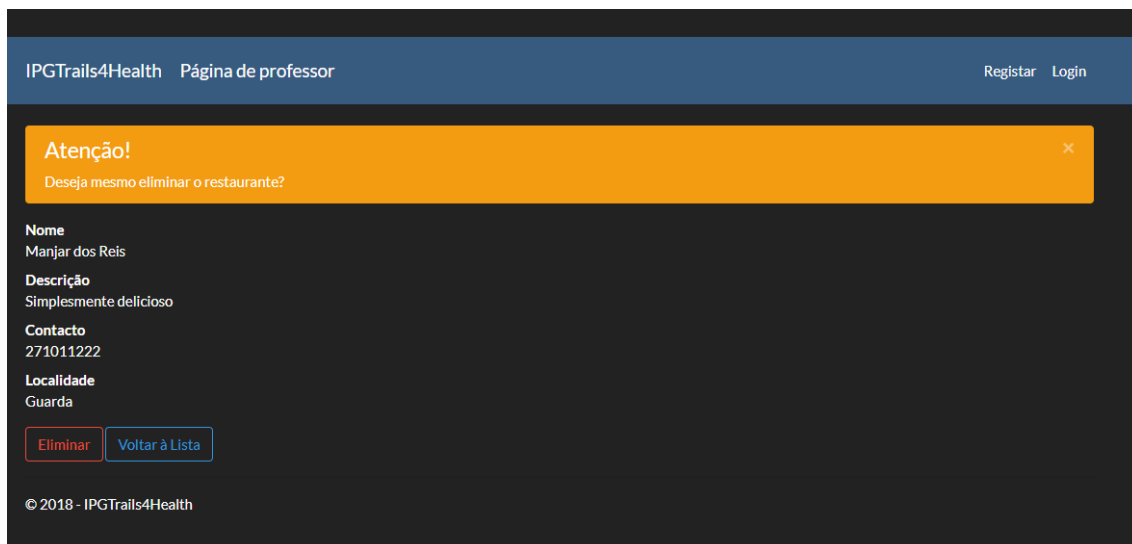 IPGTrails4Health Página de professor Registar Login
Atenção! ×
Deseja mesmo eliminar o restaurante?
Nome
Manjar dos Reis
Descrição
Simplesmente delicioso
Contacto
271011222
Localidade
Guarda
Eliminar Voltar à Lista
© 2018 - IPGTrails4Health